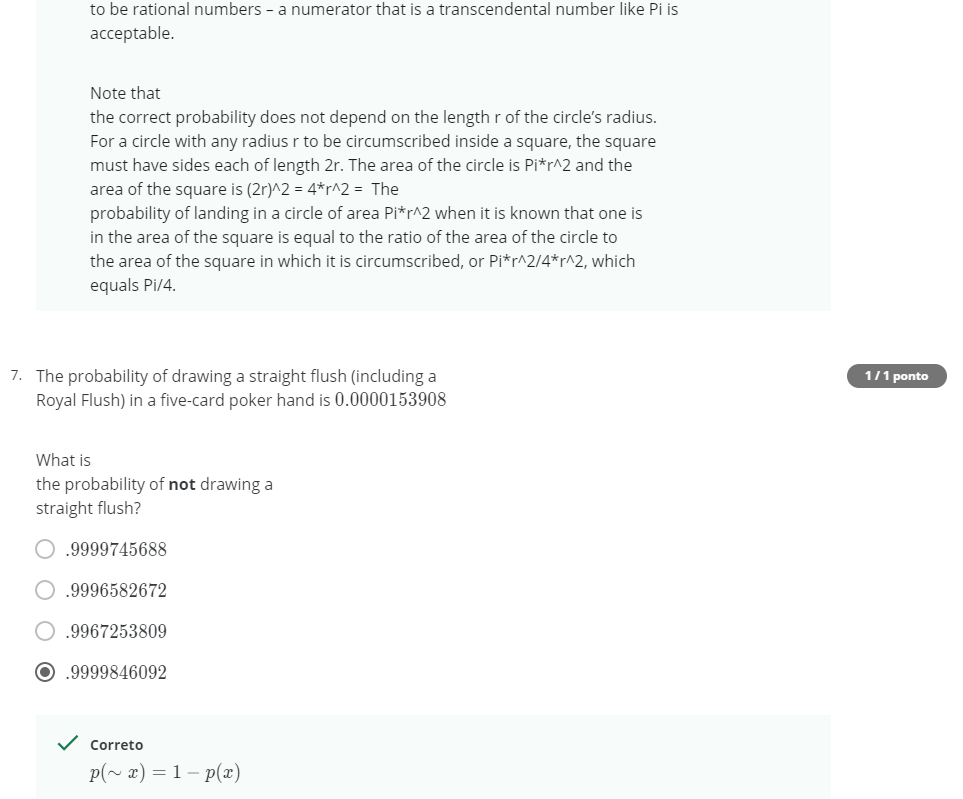 to be rational numbers – a numerator that is a transcendental number like Pi is
acceptable.
Note that
the correct probability does not depend on the length r of the circle’s radius.
For a circle with any radius r to be circumscribed inside a square, the square
must have sides each of length 2r. The area of the circle is Pi*r^2 and the
area of the square is (2r)^2 = 4*r^2 = The
probability of landing in a circle of area Pi*r^2 when it is known that one is
in the area of the square is equal to the ratio of the area of the circle to
the area of the square in which it is circumscribed, or Pi*r^2/4*r^2, which
equals Pi/4.
7. The probability of drawing a straight flush (including a
Royal Flush) in a five-card poker hand is 0.0000153908
1 / 1 ponto
What is
the probability of not drawing a
straight flush?
.9999745688
.9996582672
.9967253809
.9999846092
Correto
p(∼ x) = 1 − p(x)